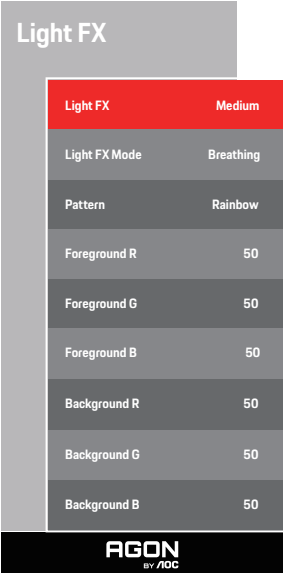 Light FX
Light FX Medium
Light FX Mode Breathing
Pattern Rainbow
Foreground R 50
Foreground G 50
Foreground B 50
Background R 50
Background G 50
Background B 50
AGON
BY AOC